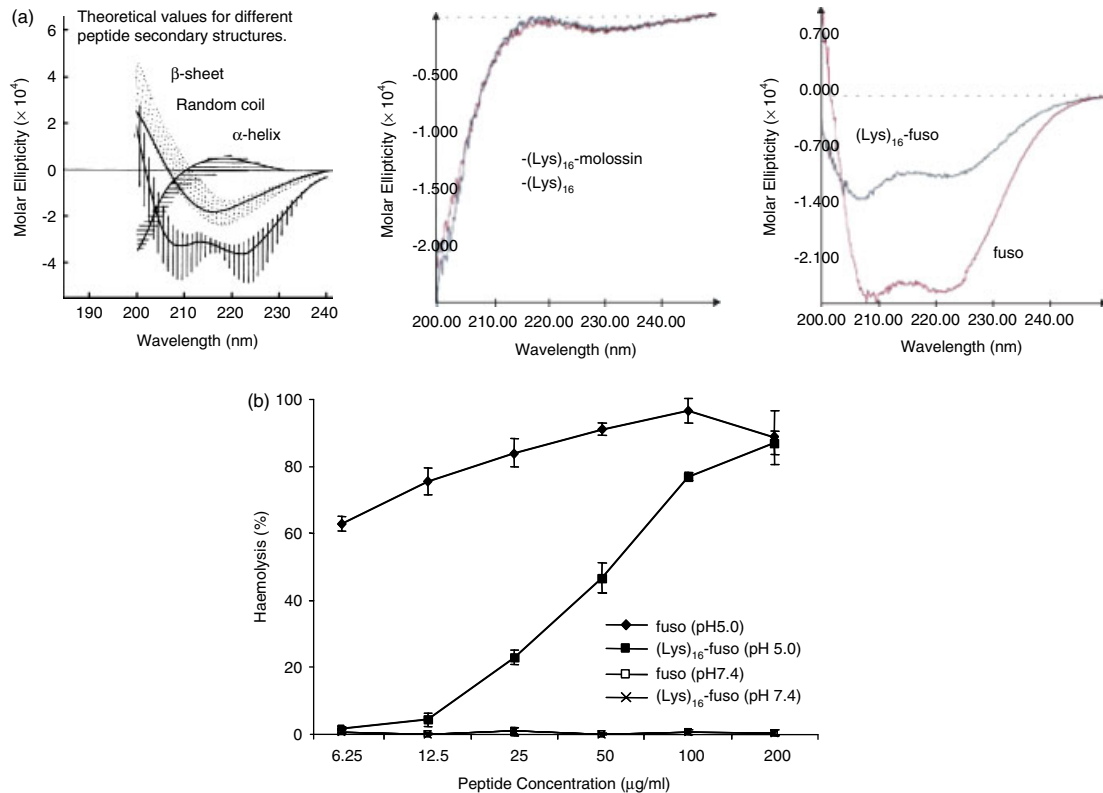 (a)
Theoretical values for different
peptide secondary structures.
β-sheet
Random coil
α-helix
6
4
2
0
-2
-4
Molar Ellipticity (× 10⁴)
190 200 210 220 230 240
Wavelength (nm)
-0.500
-1.000
-1.500
-2.000
Molar Ellipticity (× 10⁴)
-(Lys)₁₆-molossin
-(Lys)₁₆
200.00 210.00 220.00 230.00 240.00
Wavelength (nm)
0.700
0.000
-0.700
-1.400
-2.100
Molar Ellipticity (× 10⁴)
(Lys)₁₆-fuso
fuso
200.00 210.00 220.00 230.00 240.00
Wavelength (nm)
(b)
100
80
60
40
20
0
Haemolysis (%)
fuso (pH5.0)
(Lys)₁₆-fuso (pH 5.0)
fuso (pH7.4)
(Lys)₁₆-fuso (pH 7.4)
6.25 12.5 25 50 100 200
Peptide Concentration (μg/ml)